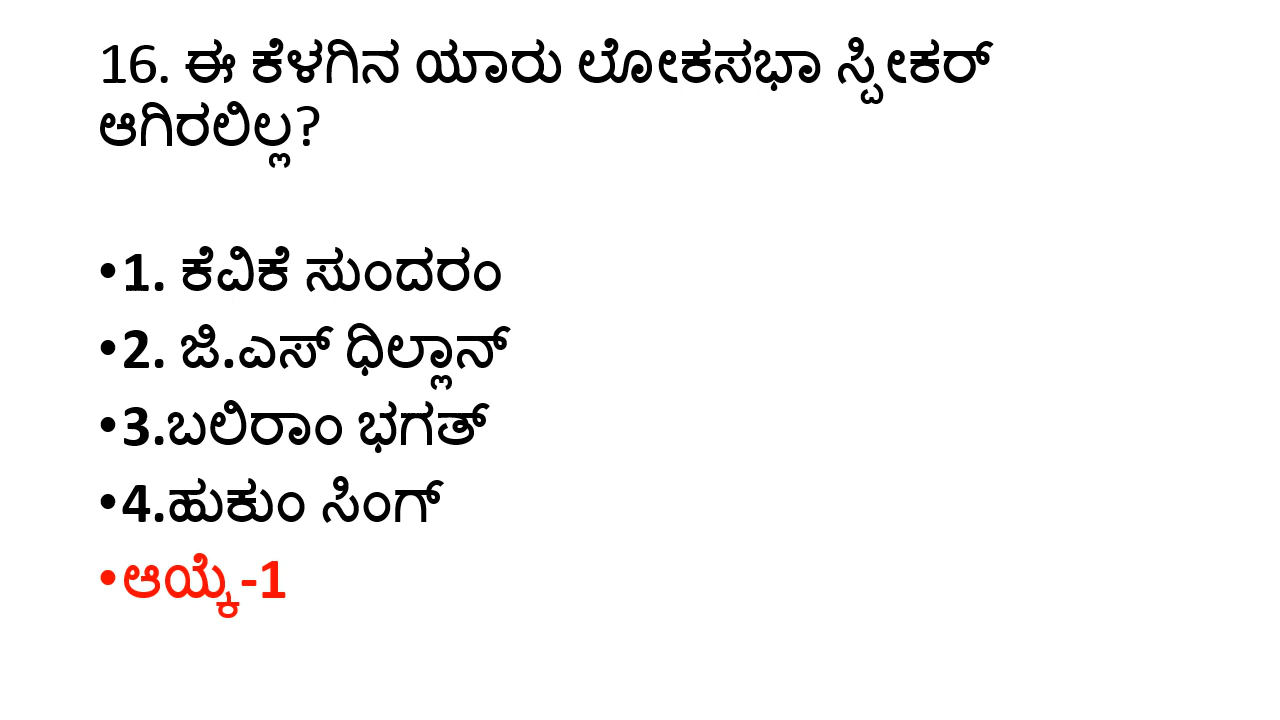 16. ಈ ಕೆಳಗಿನ ಯಾರು ಲೋಕಸಭಾ ಸ್ಪೀಕರ್
ಆಗಿರಲಿಲ್ಲ?
•1. ಕೆವಿಕೆ ಸುಂದರಂ
•2. ಜಿ.ಎಸ್ ಧಿಲ್ಲಾನ್
•3.ಬಲಿರಾಂ ಭಗತ್
•4.ಹುಕುಂ ಸಿಂಗ್
•ಆಯ್ಕೆ-1